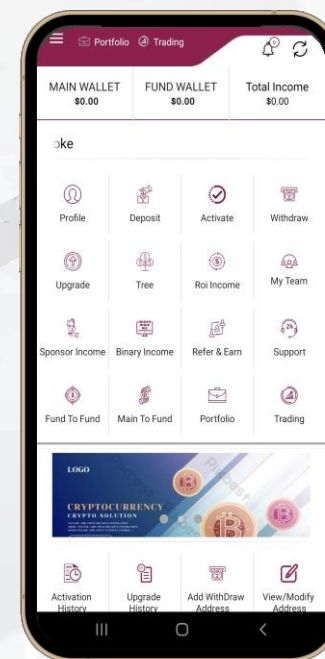 Portfolio Trading
MAIN WALLET FUND WALLET Total Income
$0.00 $0.00 $0.00
oke
Profile Deposit Activate Withdraw
Upgrade Tree Roi Income My Team
Sponsor Income Binary Income Refer & Earn Support
Fund To Fund Main To Fund Portfolio Trading
LOGO
CRYPTOCURRENCY
CRYPTO SOLUTION
Activation Upgrade Add WithDraw View/Modify
History History Address Address